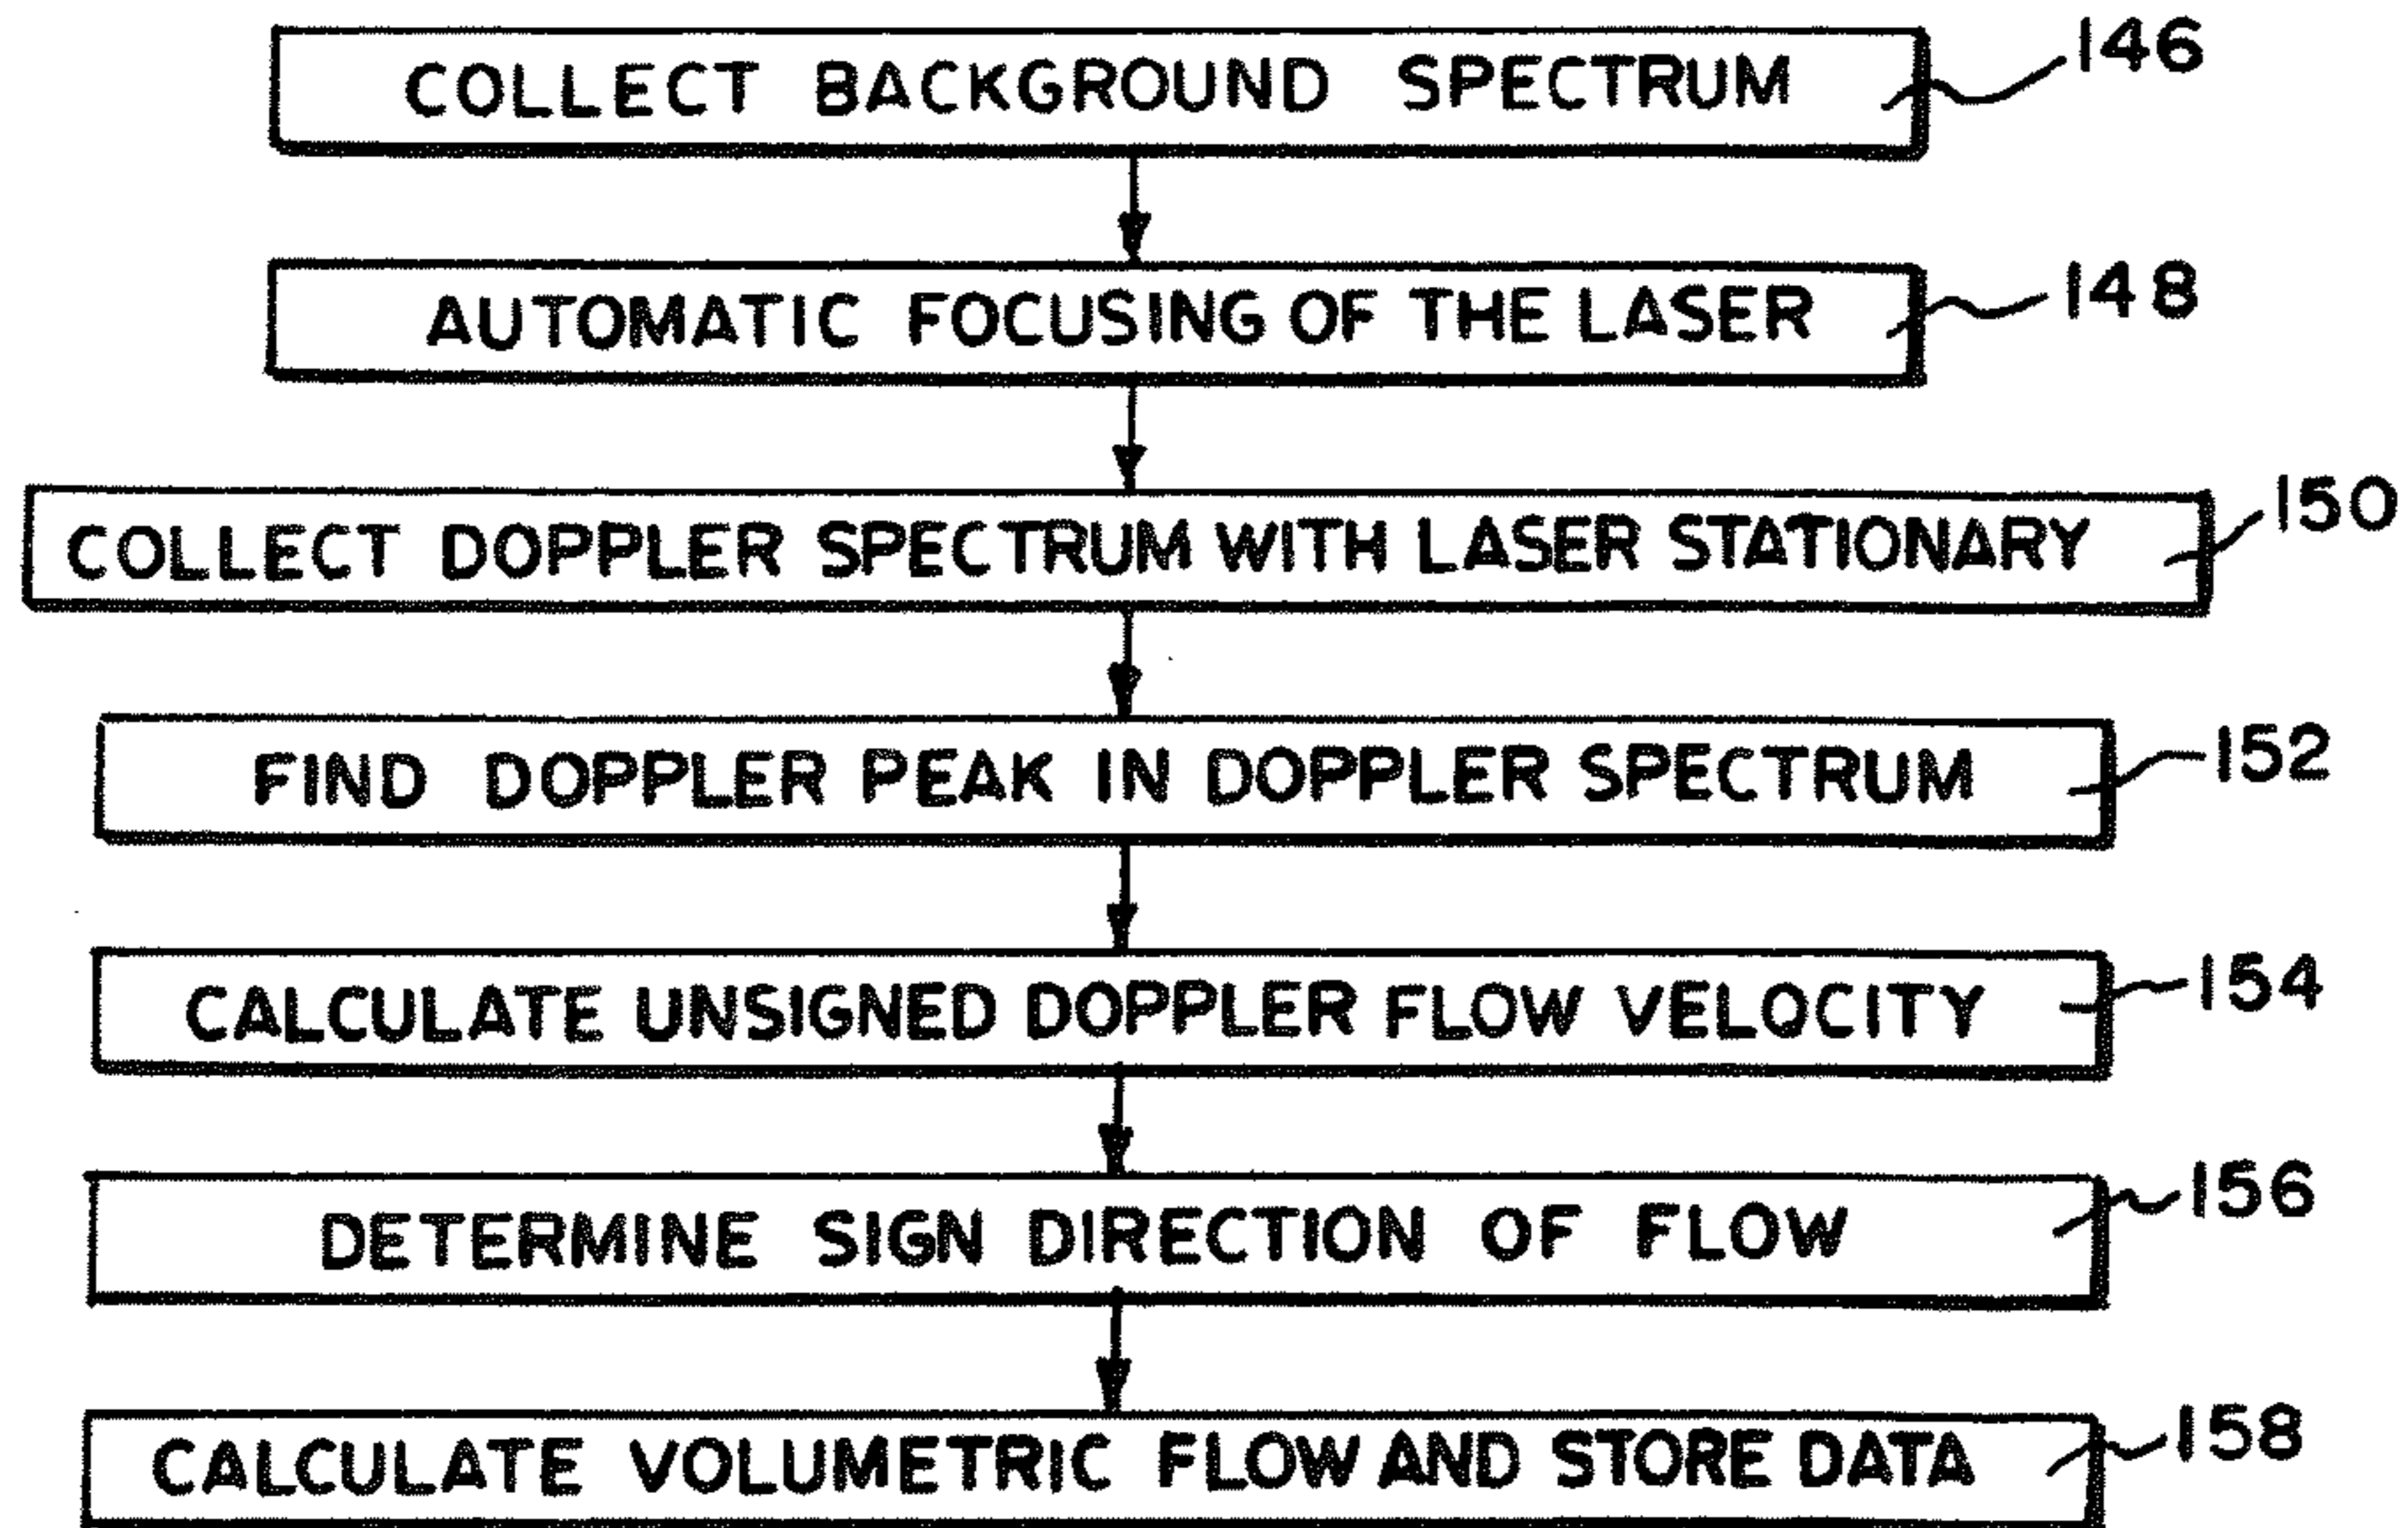 COLLECT BACKGROUND SPECTRUM 146
AUTOMATIC FOCUSING OF THE LASER 148
COLLECT DOPPLER SPECTRUM WITH LASER STATIONARY 150
FIND DOPPLER PEAK IN DOPPLER SPECTRUM 152
CALCULATE UNSIGNED DOPPLER FLOW VELOCITY 154
DETERMINE SIGN DIRECTION OF FLOW 156
CALCULATE VOLUMETRIC FLOW AND STORE DATA 158